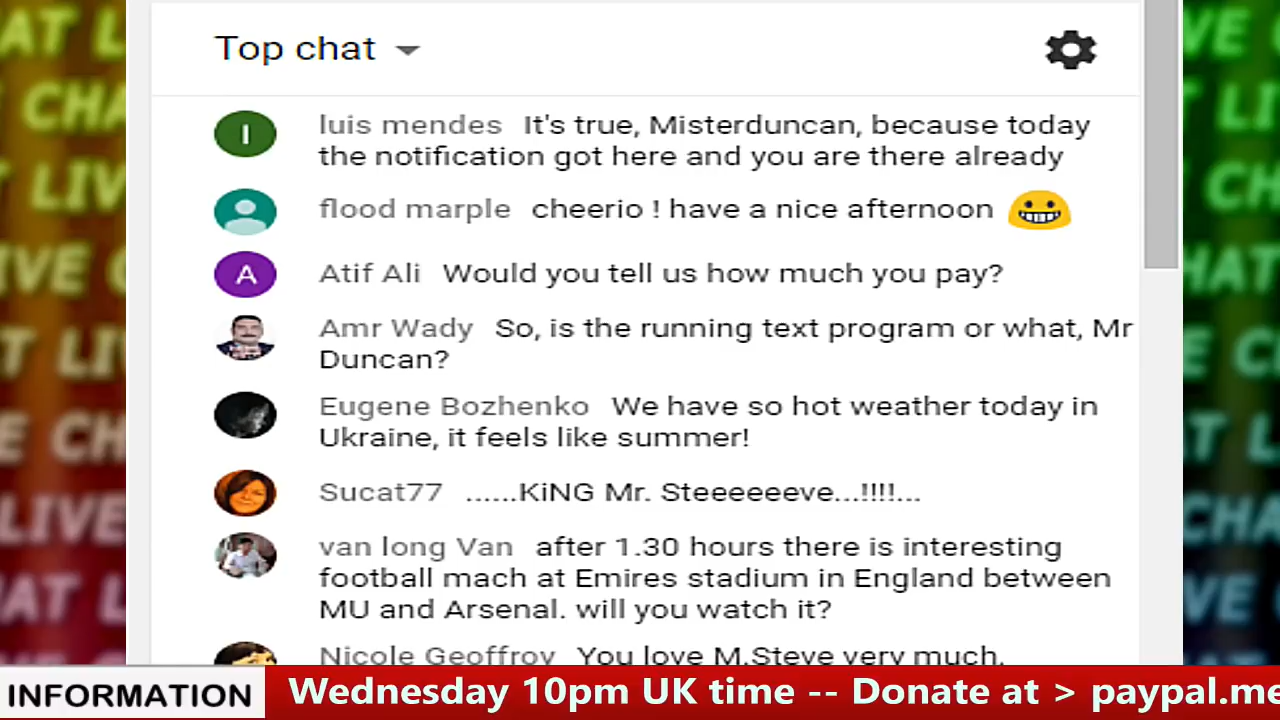 Top chat
I
luis mendes It's true, Misterduncan, because today
the notification got here and you are there already
flood marple cheerio ! have a nice afternoon
A
Atif Ali Would you tell us how much you pay?
Amr Wady So, is the running text program or what, Mr
Duncan?
Eugene Bozhenko We have so hot weather today in
Ukraine, it feels like summer!
Sucat77 ......KiNG Mr. Steeeeeeve...!!!!...
van long Van after 1.30 hours there is interesting
football mach at Emires stadium in England between
MU and Arsenal. will you watch it?
Nicole Geoffroy You love M.Steve very much.
INFORMATION Wednesday 10pm UK time -- Donate at > paypal.me